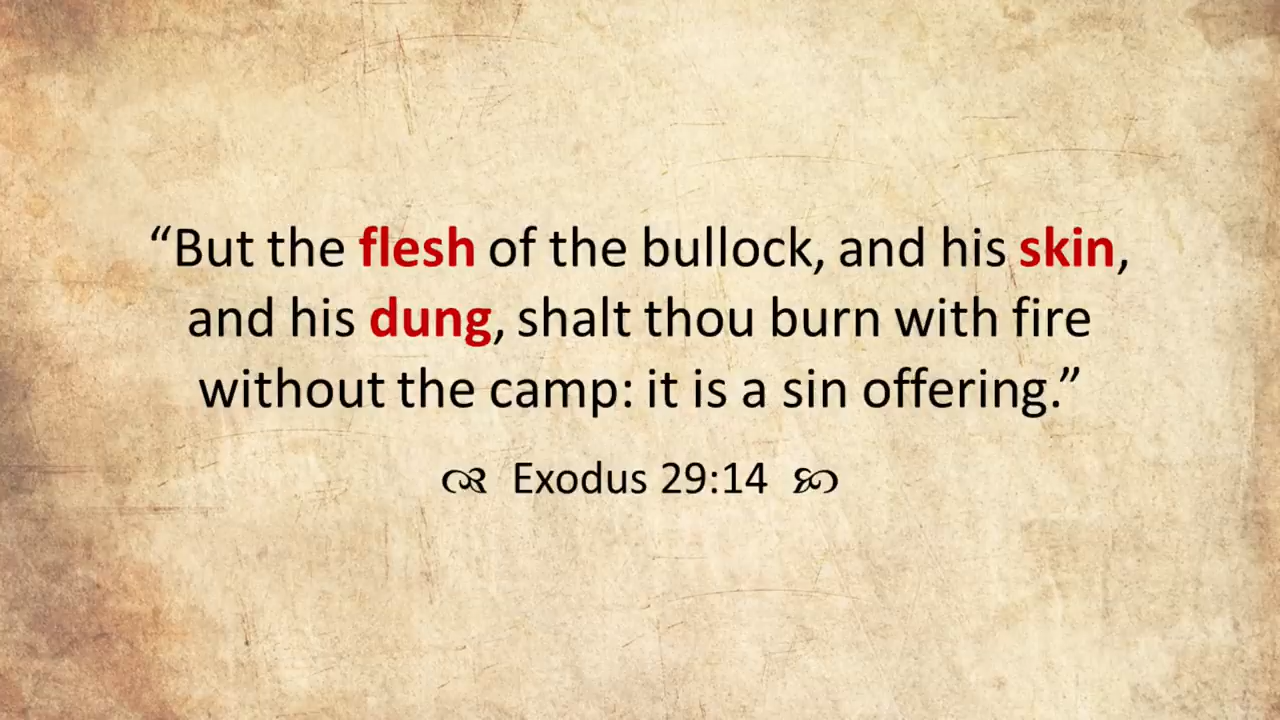 “But the flesh of the bullock, and his skin,
and his dung, shalt thou burn with fire
without the camp: it is a sin offering.”
Exodus 29:14